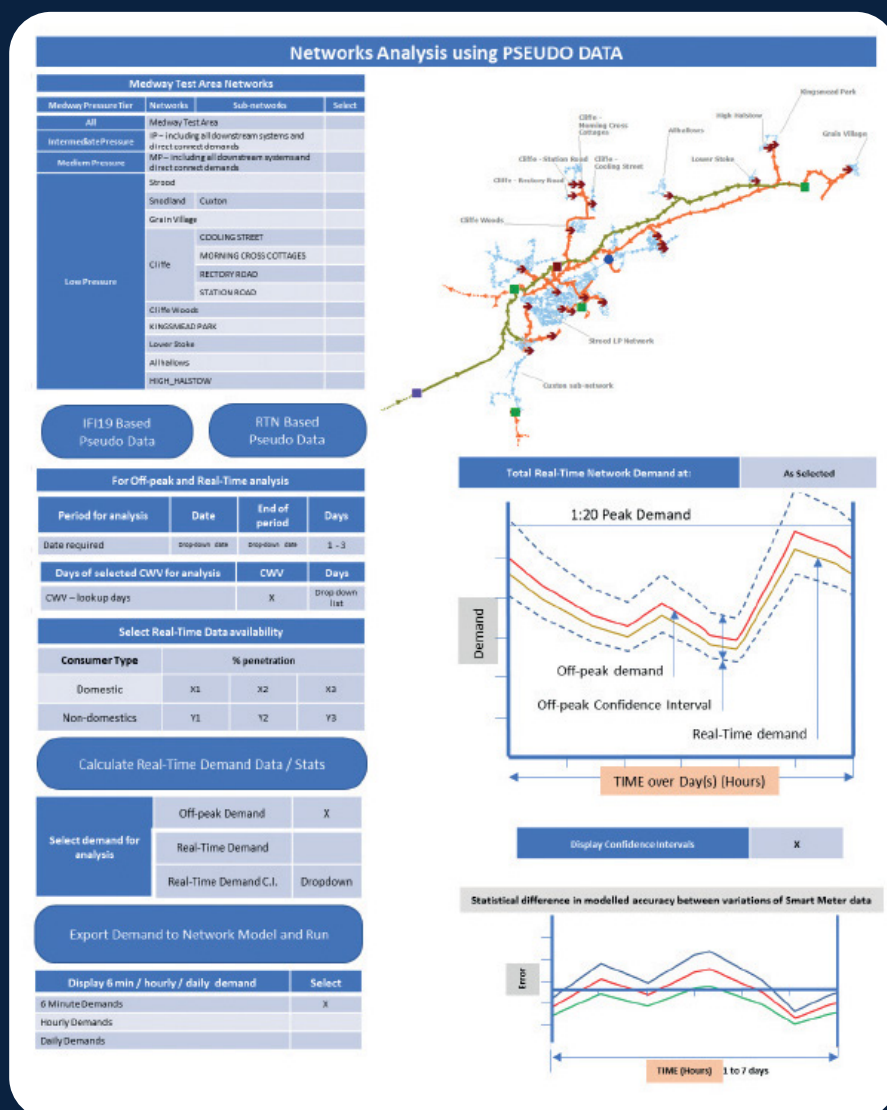 Networks Analysis using PSEUDO DATA
Medway Test Area Networks
Medway Pressure Tier Networks Sub-networks Select
All Medway Test Area
Intermediate Pressure IP – including all downstream systems and
direct connect demands
Medium Pressure MP – including all downstream systems and
direct connect demands
Low Pressure
Strood
Snodland Cuxton
Grain Village
Cliffe
COOLING STREET
MORNING CROSS COTTAGES
RECTORY ROAD
STATION ROAD
Cliffe Woods
KINGSMEAD PARK
Lower Stoke
Allhallows
HIGH_HALSTOW
Kingswood Park
High Halstow
Grain Village
Cliffe -
Morning Cross
Cottages
Allhallows
Cliffe - Station Road
Cliffe -
Cooling Street
Lower Stoke
Cliffe - Rectory Road
Cliffe Woods
Strood LP Network
Cuxton sub-network
IFI19 Based
Pseudo Data
RTN Based
Pseudo Data
For Off-peak and Real-Time analysis
Period for analysis Date End of
period Days
Date required Drop-down date Drop-down date 1 - 3
Days of selected CWV for analysis CWV Days
CWV – lookup days X Drop down
list
Select Real-Time Data availability
Consumer Type % penetration
Domestic X1 X2 X3
Non-domestics Y1 Y2 Y3
Calculate Real-Time Demand Data / Stats
Select demand for
analysis
Off-peak Demand X
Real-Time Demand
Real-Time Demand C.I. Dropdown
Export Demand to Network Model and Run
Display 6 min / hourly / daily demand Select
6 Minute Demands X
Hourly Demands
Daily Demands
Total Real-Time Network Demand at: As Selected
1:20 Peak Demand
Demand
Off-peak demand
Off-peak Confidence Interval
Real-Time demand
TIME over Day(s) (Hours)
Display Confidence Intervals X
Statistical difference in modelled accuracy between variations of Smart Meter data
Error
TIME (Hours) 1 to 7 days